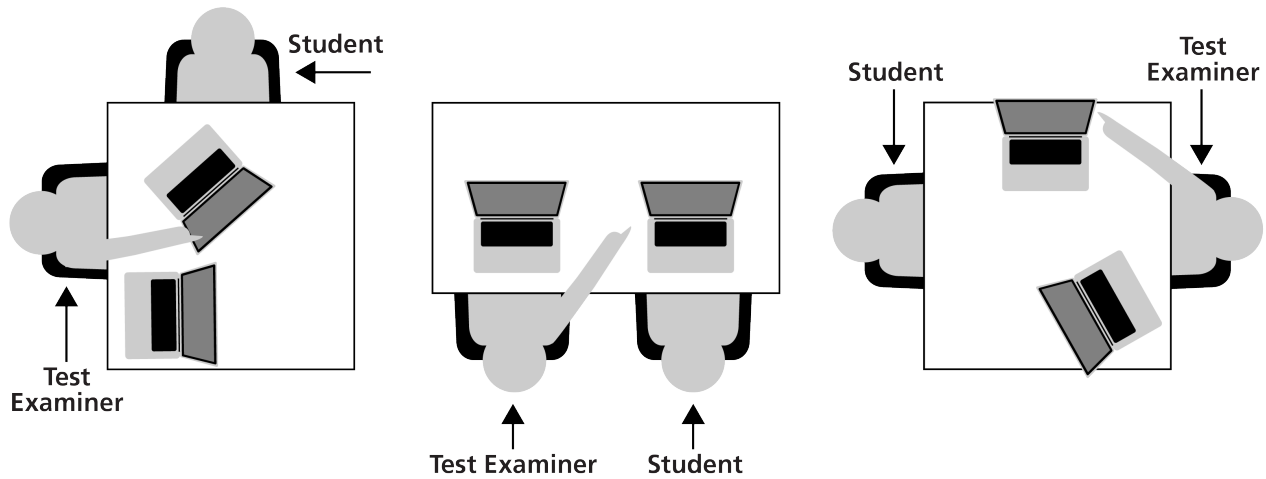 Student
Test
Examiner
Test Examiner
Student
Student
Test
Examiner